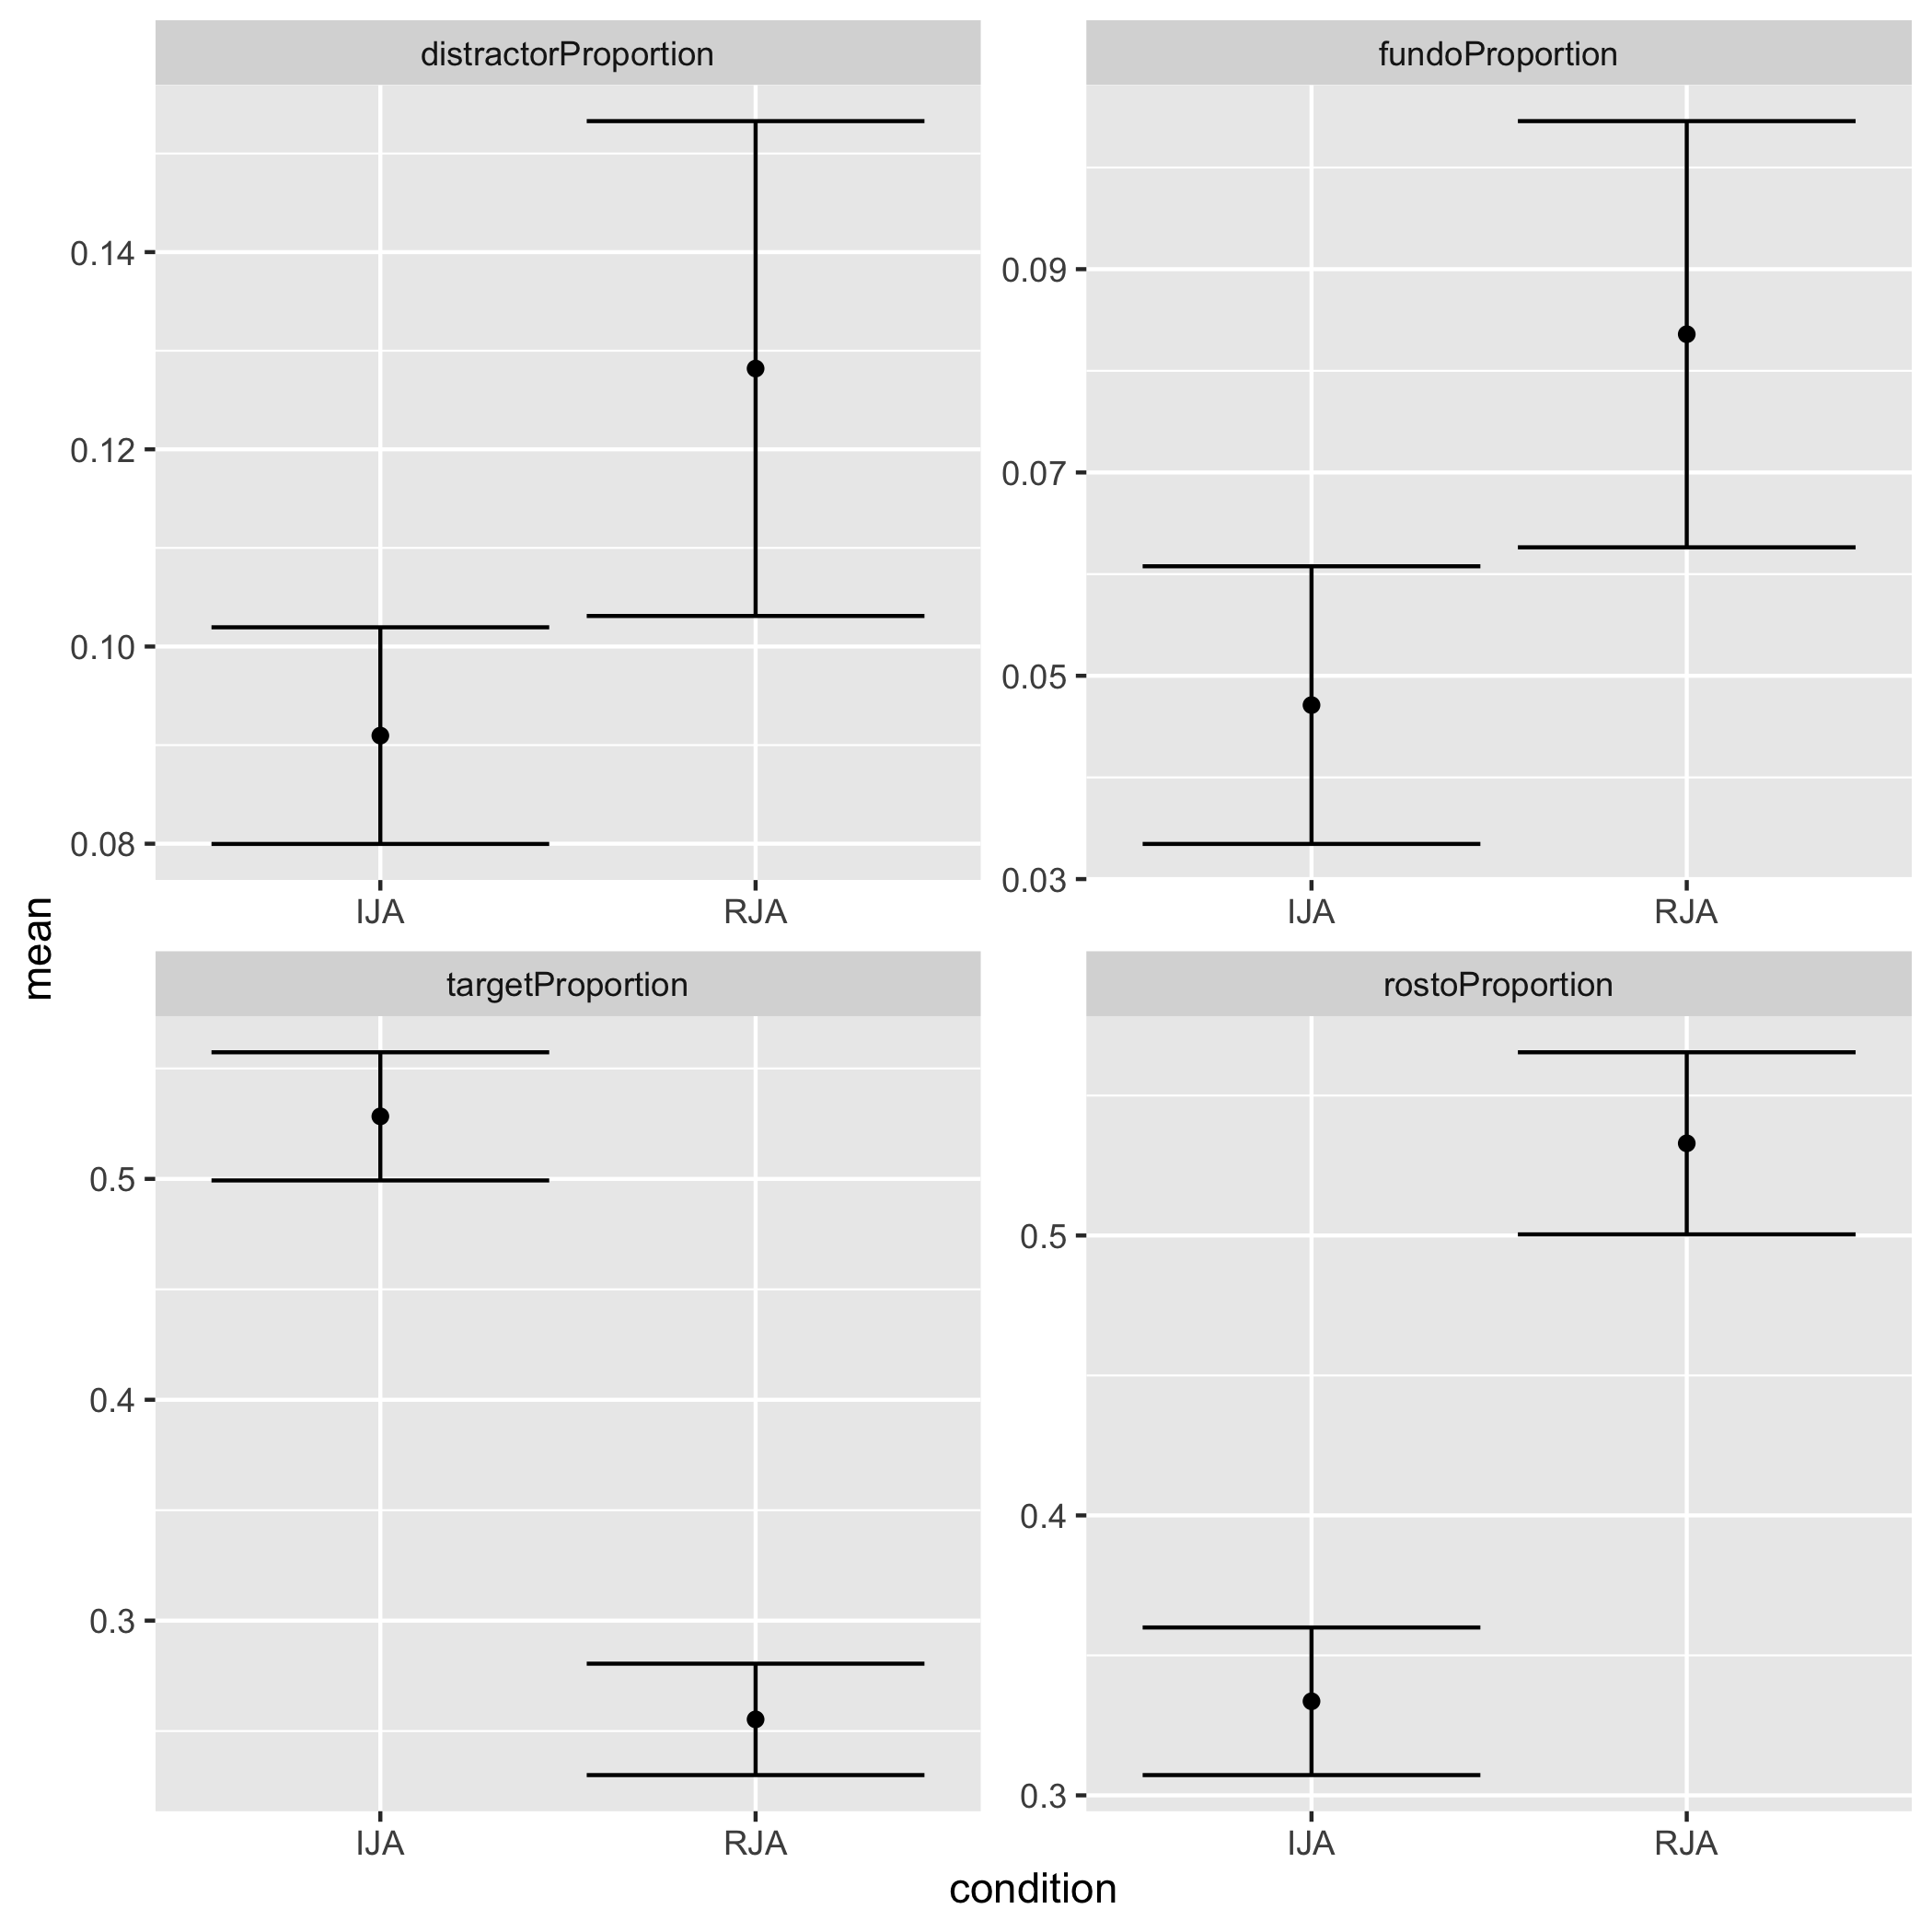 distractorProportion
fundoProportion
0.14
0.12
0.10
0.08
0.09
0.07
0.05
0.03
IJA
RJA
IJA
RJA
mean
targetProportion
rostoProportion
0.5
0.4
0.3
0.5
0.4
0.3
IJA
RJA
IJA
RJA
condition